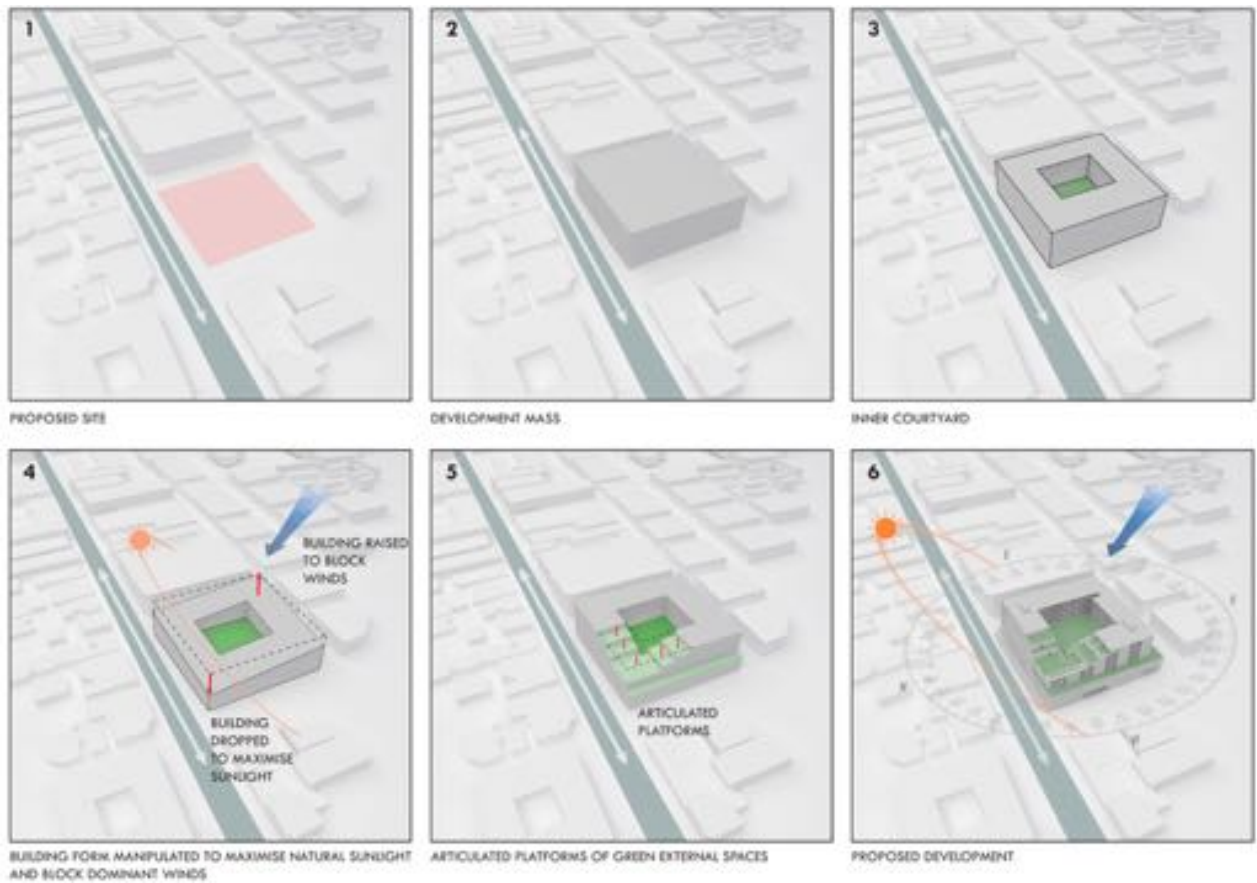 1
2
3
PROPOSED SITE
DEVELOPMENT MASS
INNER COURTYARD
4
BUILDING RAISED
TO BLOCK
WINDS
BUILDING
DROPPED
TO MAXIMISE
SUNLIGHT
5
ARTICULATED
PLATFORMS
6
BUILDING FORM MANIPULATED TO MAXIMISE NATURAL SUNLIGHT
AND BLOCK DOMINANT WINDS
ARTICULATED PLATFORMS OF GREEN EXTERNAL SPACES
PROPOSED DEVELOPMENT